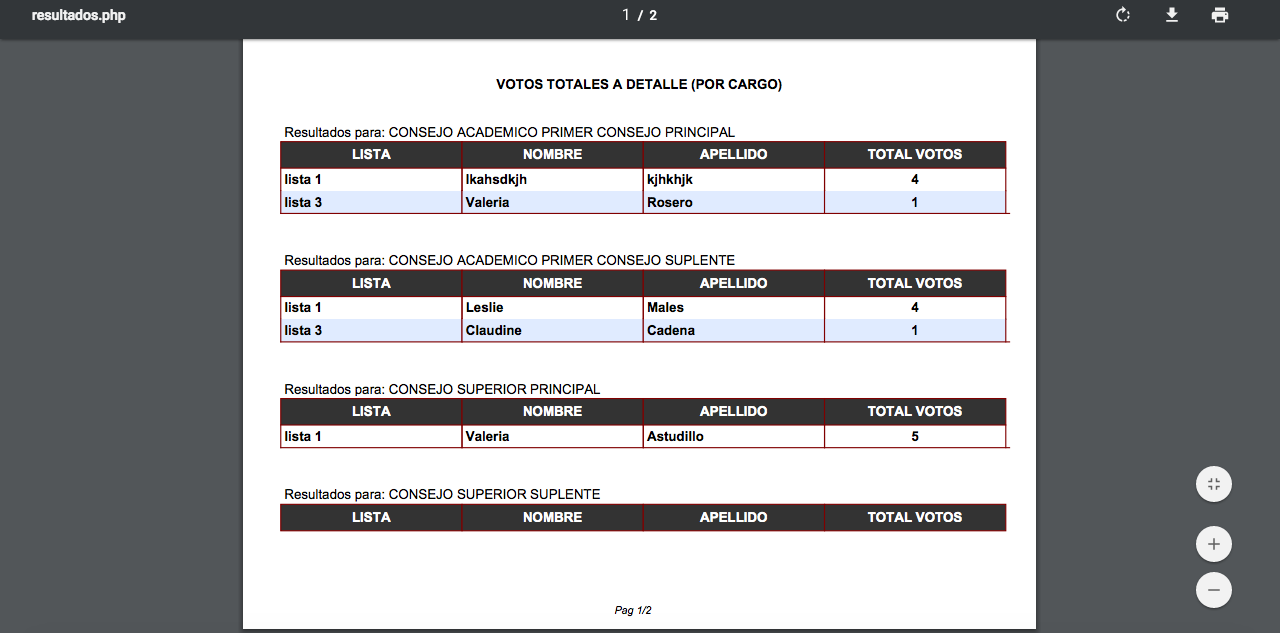 resultados.php
1 / 2
VOTOS TOTALES A DETALLE (POR CARGO)
Resultados para: CONSEJO ACADEMICO PRIMER CONSEJO PRINCIPAL
LISTA NOMBRE APELLIDO TOTAL VOTOS
lista 1 lkahsdkjh kjhkhjk 4
lista 3 Valeria Rosero 1
Resultados para: CONSEJO ACADEMICO PRIMER CONSEJO SUPLENTE
LISTA NOMBRE APELLIDO TOTAL VOTOS
lista 1 Leslie Males 4
lista 3 Claudine Cadena 1
Resultados para: CONSEJO SUPERIOR PRINCIPAL
LISTA NOMBRE APELLIDO TOTAL VOTOS
lista 1 Valeria Astudillo 5
Resultados para: CONSEJO SUPERIOR SUPLENTE
LISTA NOMBRE APELLIDO TOTAL VOTOS
Pag 1/2